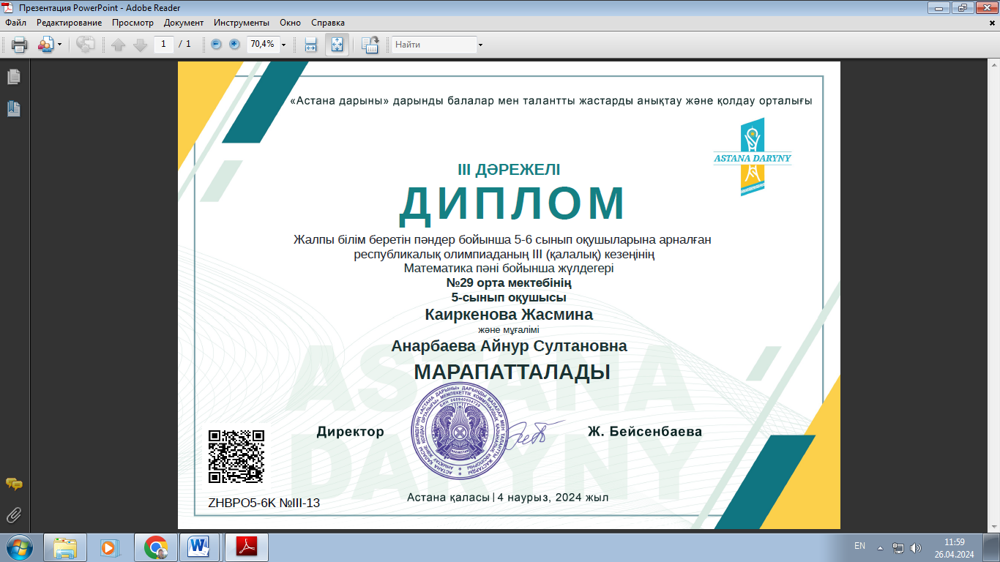 Презентация PowerPoint - Adobe Reader
Файл Редактирование Просмотр Документ Инструменты Окно Справка
1 / 1 70,4% Найти
«Астана дарыны» дарынды балалар мен талантты жастарды анықтау және қолдау орталығы
ASTANA DARYNY
III ДӘРЕЖЕЛІ
ДИПЛОМ
Жалпы білім беретін пәндер бойынша 5-6 сынып оқушыларына арналған
республикалық олимпиаданың III (қалалық) кезеңінің
Математика пәні бойынша жүлдегері
№29 орта мектебінің
5-сынып оқушысы
Каиркенова Жасмина
және мұғалімі
Анарбаева Айнур Султановна
МАРАПАТТАЛАДЫ
ASTANA
DARYNY
Директор
Ж. Бейсенбаева
ZHBPO5-6K №III-13
Астана қаласы | 4 наурыз, 2024 жыл
EN
11:59
26.04.2024